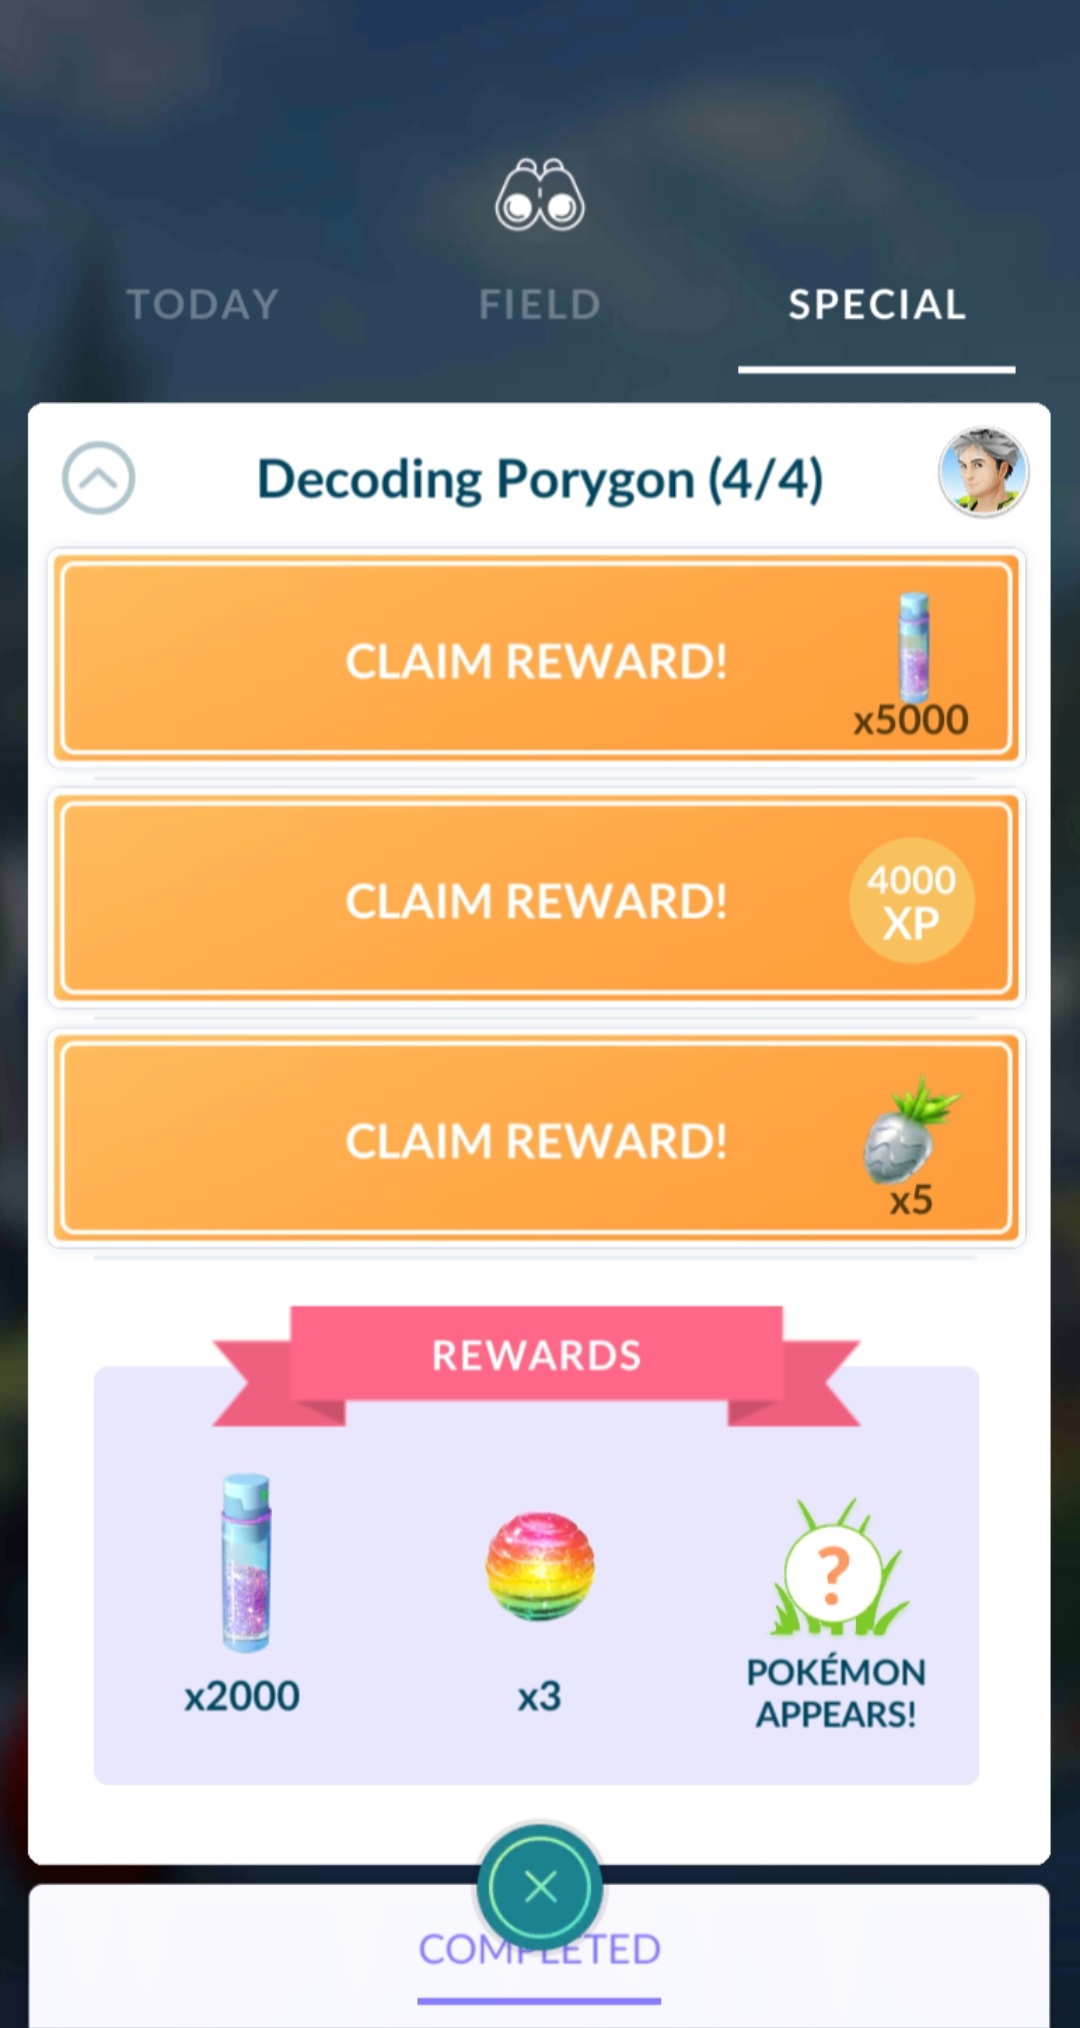 TODAY
FIELD
SPECIAL
Decoding Porygon (4/4)
CLAIM REWARD!
x5000
CLAIM REWARD!
4000
XP
CLAIM REWARD!
x5
REWARDS
x2000
x3
?
POKÉMON
APPEARS!
COMPLETED